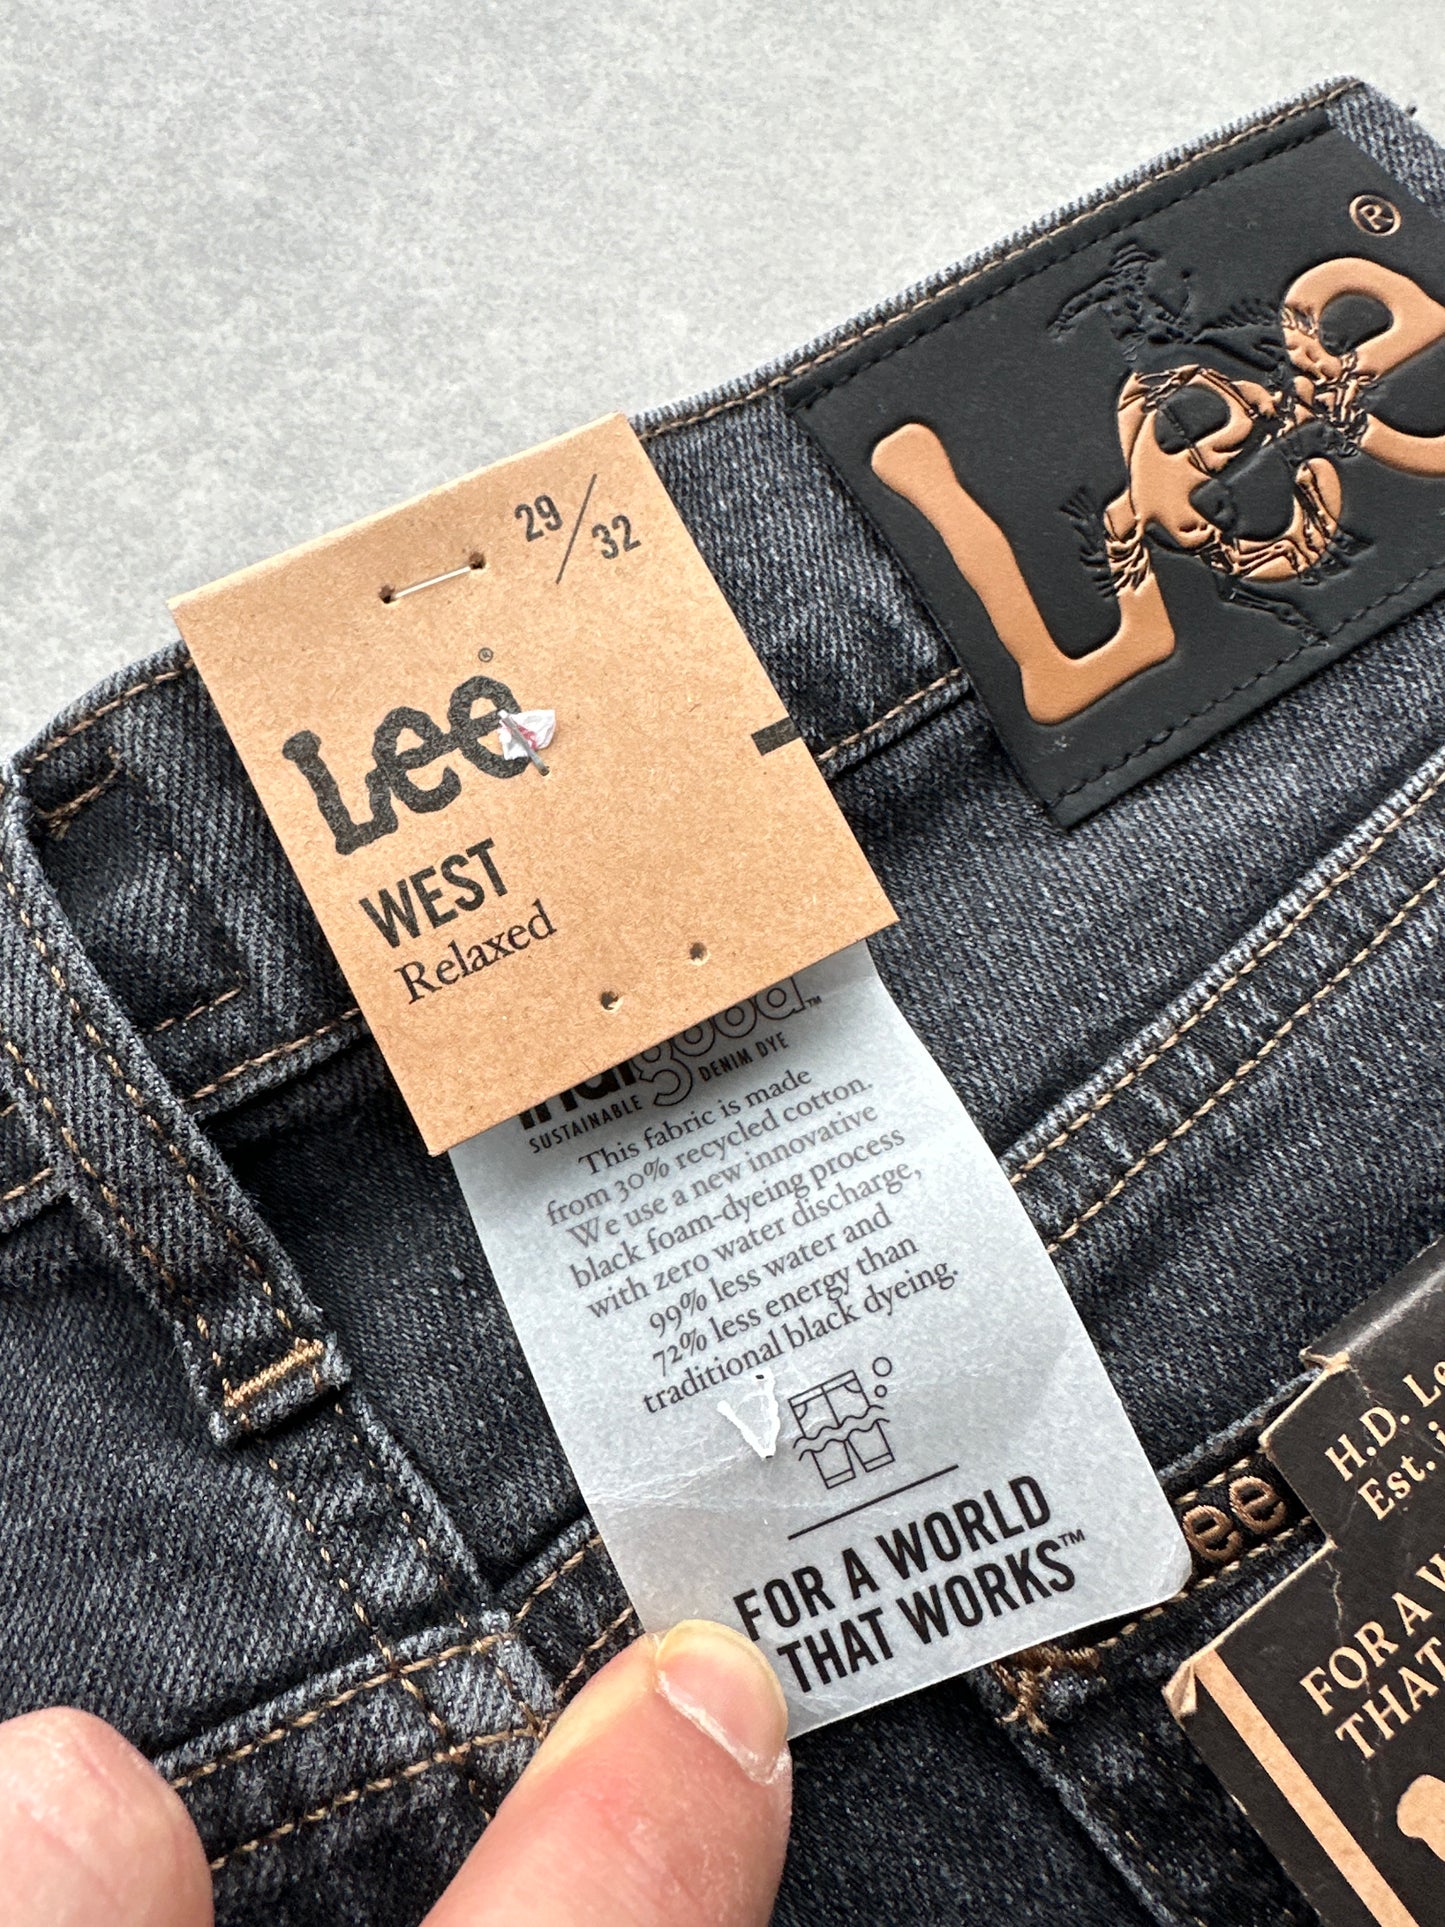 29/32
Lee®
WEST
Relaxed
indigood™
SUSTAINABLE DENIM DYE
This fabric is made
from 30% recycled cotton.
We use a new innovative
black foam-dyeing process
with zero water discharge,
99% less water and
72% less energy than
traditional black dyeing.
FOR A WORLD
THAT WORKS™
Lee ®
ee
H.D. Le
Est. i
FOR A W
THAT